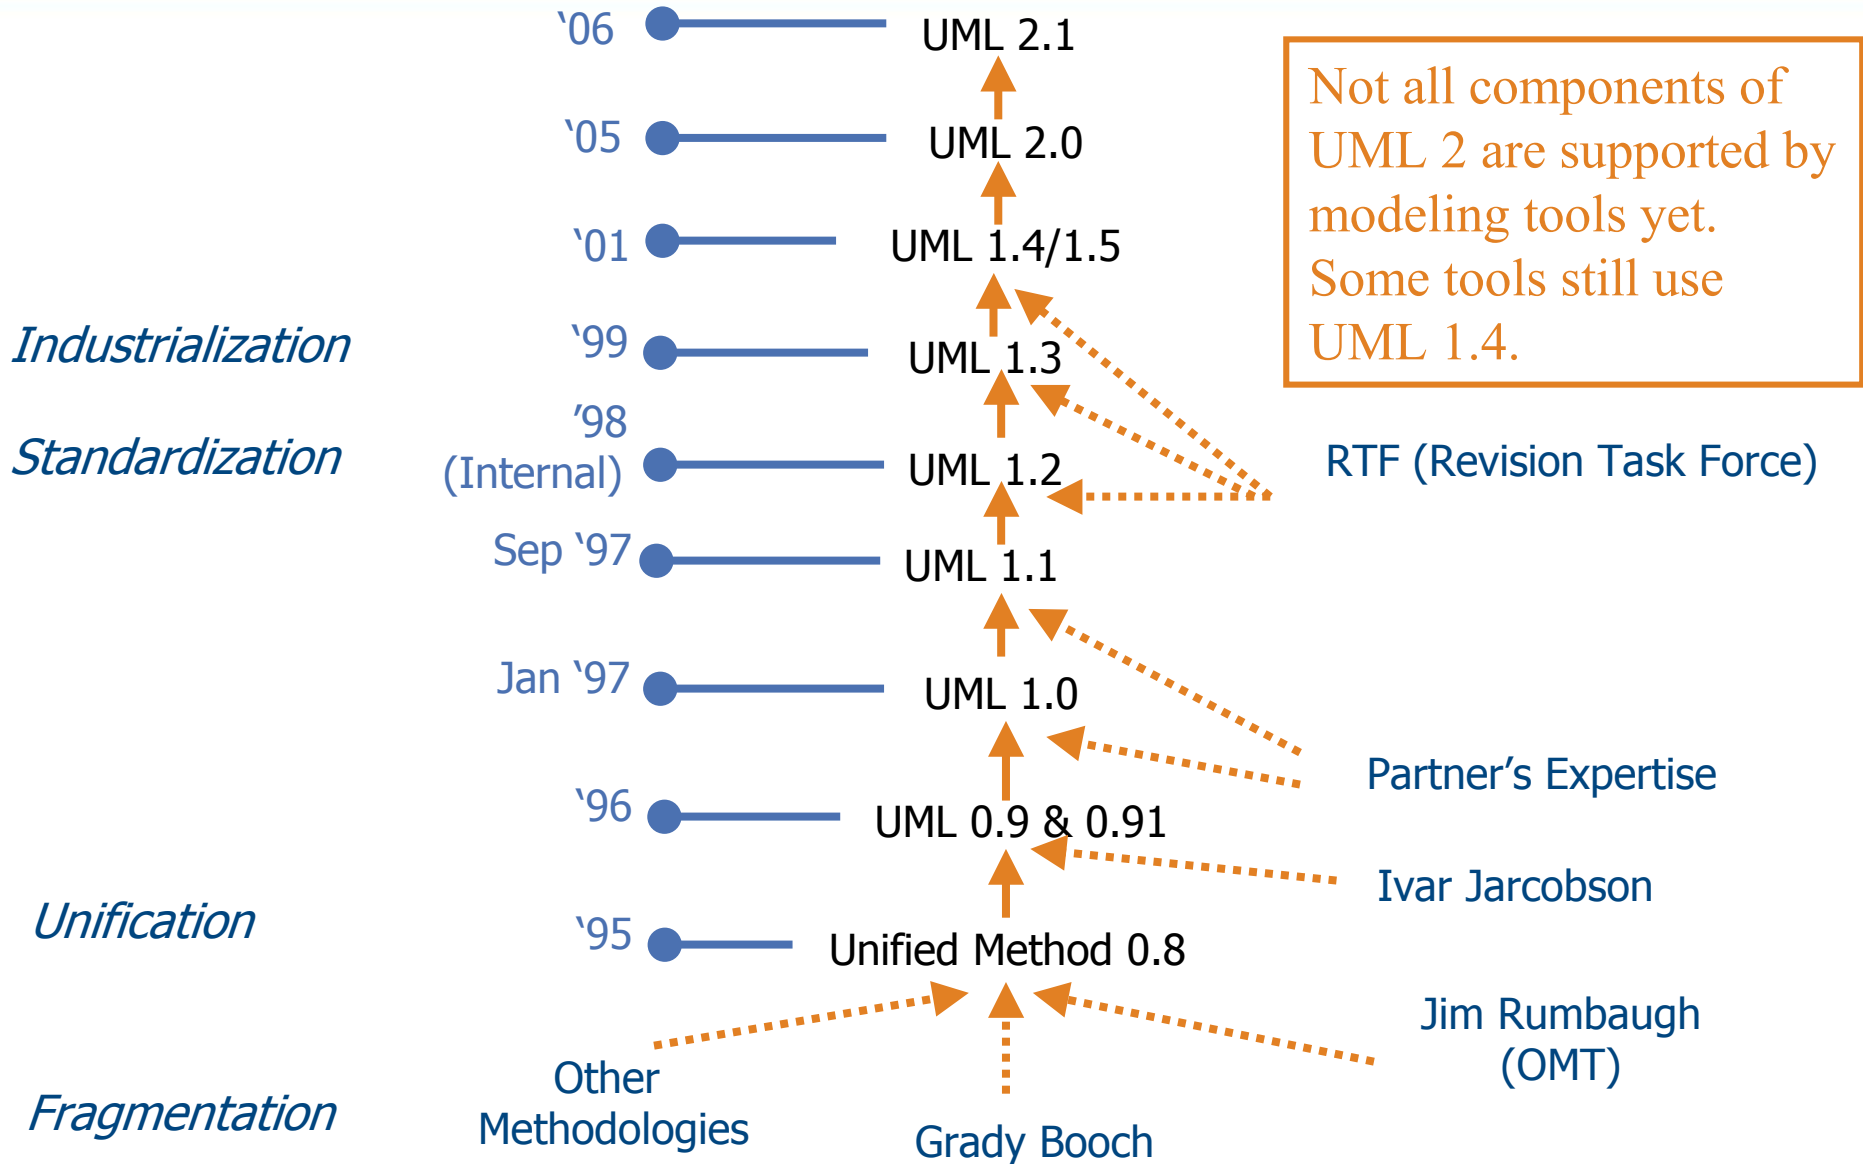 ‘06
UML 2.1
Not all components of
UML 2 are supported by
modeling tools yet.
Some tools still use
UML 1.4.
‘05
UML 2.0
‘01
UML 1.4/1.5
Industrialization
‘99
UML 1.3
Standardization
’98
(Internal)
UML 1.2
RTF (Revision Task Force)
Sep ‘97
UML 1.1
Jan ‘97
UML 1.0
Partner’s Expertise
‘96
UML 0.9 & 0.91
Ivar Jarcobson
Unification
‘95
Unified Method 0.8
Jim Rumbaugh
(OMT)
Fragmentation
Other
Methodologies
Grady Booch